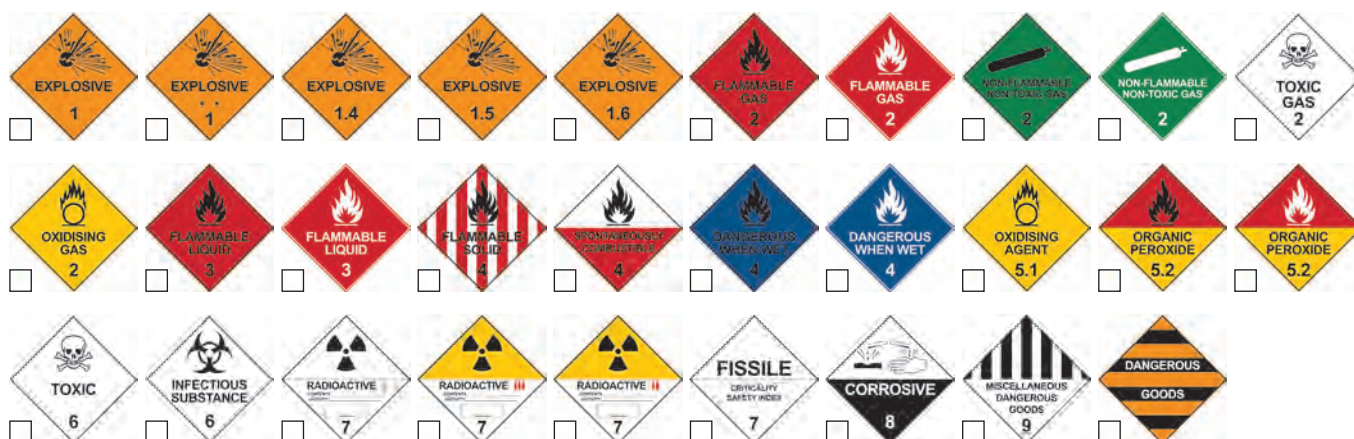 EXPLOSIVE
1
EXPLOSIVE
1
EXPLOSIVE
1.4
EXPLOSIVE
1.5
EXPLOSIVE
1.6
FLAMMABLE
GAS
2
FLAMMABLE
GAS
2
NON-FLAMMABLE
NON-TOXIC GAS
2
NON-FLAMMABLE
NON-TOXIC GAS
2
TOXIC
GAS
2
OXIDISING
GAS
2
FLAMMABLE
LIQUID
3
FLAMMABLE
LIQUID
3
FLAMMABLE
SOLID
4
SPONTANEOUSLY
COMBUSTIBLE
4
DANGEROUS
WHEN WET
4
DANGEROUS
WHEN WET
4
OXIDISING
AGENT
5.1
ORGANIC
PEROXIDE
5.2
ORGANIC
PEROXIDE
5.2
TOXIC
6
INFECTIOUS
SUBSTANCE
6
RADIOACTIVE
7
RADIOACTIVE III
7
RADIOACTIVE II
7
FISSILE
CRITICALITY
SAFETY INDEX
7
CORROSIVE
8
MISCELLANEOUS
DANGEROUS
GOODS
9
DANGEROUS
GOODS